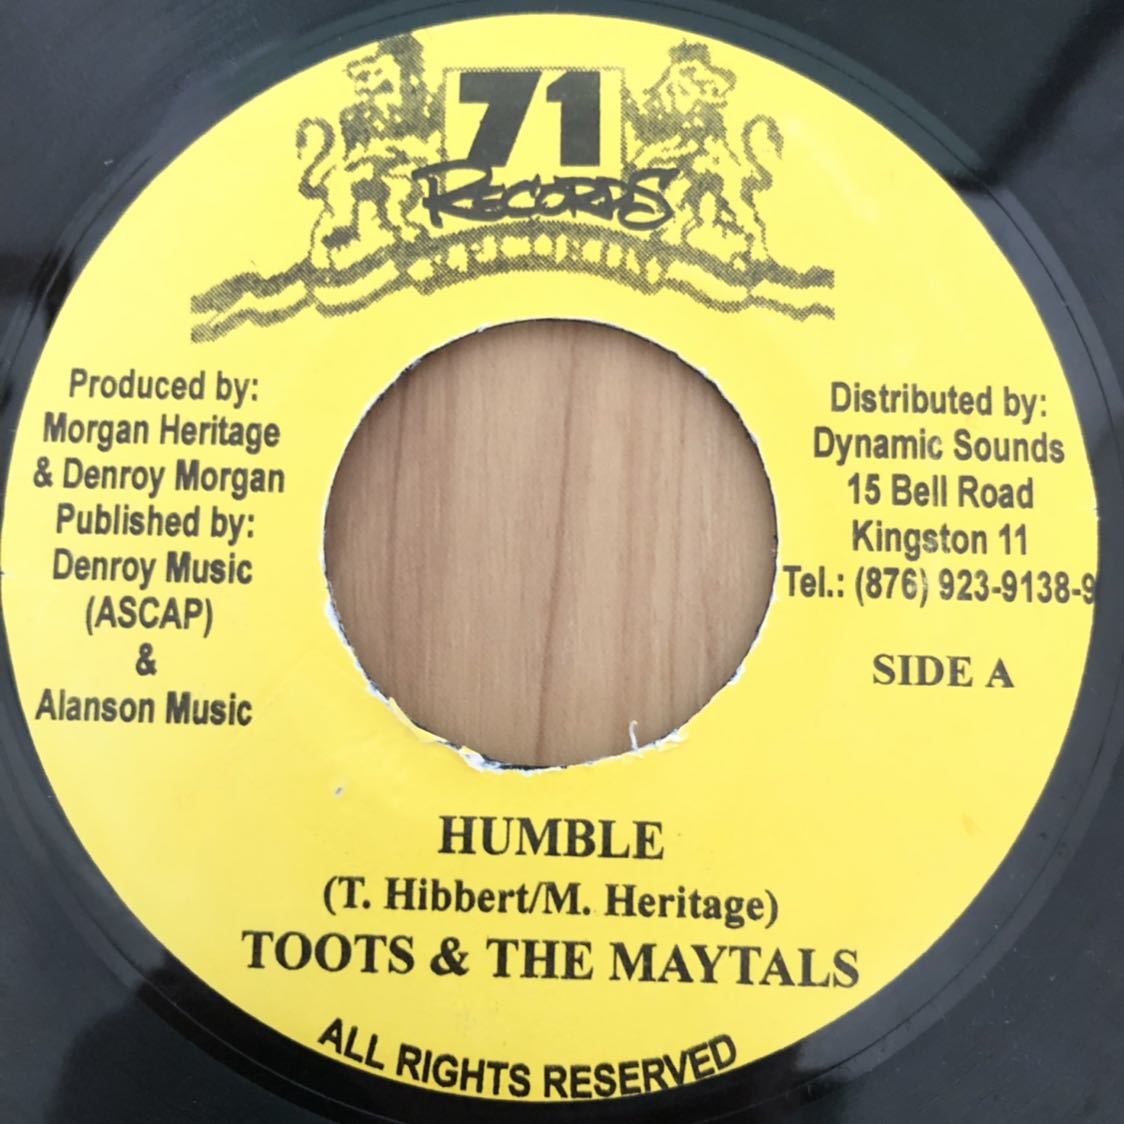 71
RECORDS
Produced by:
Morgan Heritage
& Denroy Morgan
Published by:
Denroy Music
(ASCAP)
&
Alanson Music
Distributed by:
Dynamic Sounds
15 Bell Road
Kingston 11
Tel.: (876) 923-9138-9
SIDE A
HUMBLE
(T. Hibbert/M. Heritage)
TOOTS & THE MAYTALS
ALL RIGHTS RESERVED